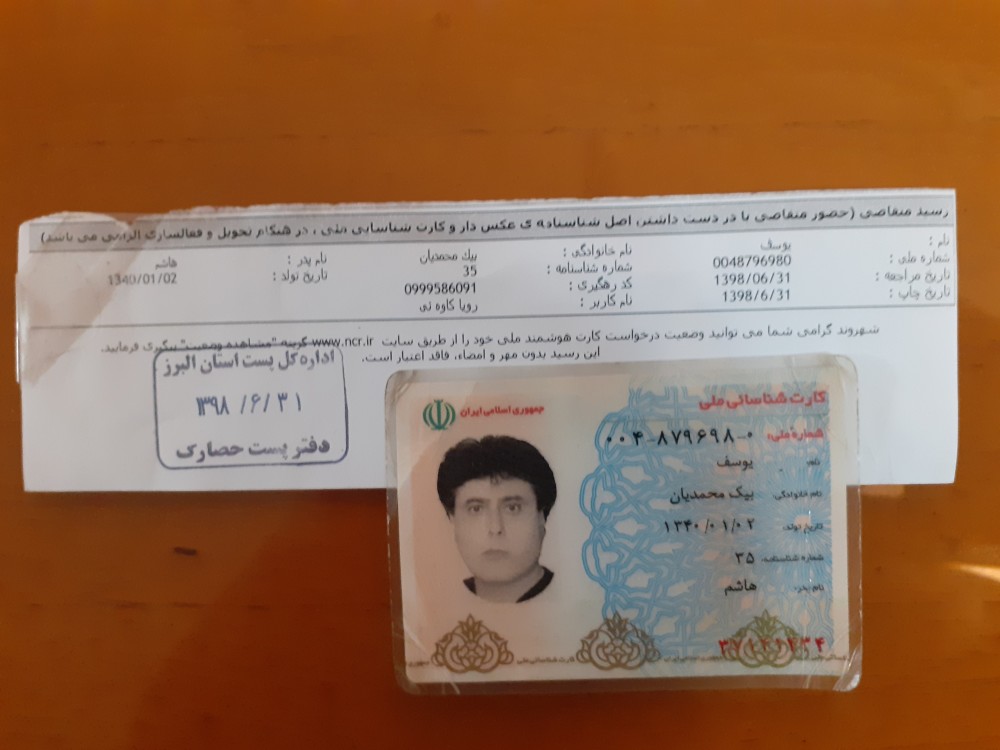 رسید متقاضی (حضور متقاضی با در دست داشتن اصل شناسنامه ی عکس دار و کارت شناسایی ملی ، در هنگام تحویل و فعالسازی الزامی می باشد)
نام : یوسف نام خانوادگی : بیك محمدیان نام پدر : هاشم
شماره ملی : 0048796980 شماره شناسنامه : 35 تاریخ تولد : 1340/01/02
تاریخ مراجعه : 1398/06/31 کد رهگیری : 0999586091
تاریخ چاپ : 1398/6/31 نام کاربر : رویا کاوه ئی
شهروند گرامی شما می توانید وضعیت درخواست کارت هوشمند ملی خود را از طریق سایت www.ncr.ir گزینه "مشاهده وضعیت" پیگیری فرمایید.
این رسید بدون مهر و امضاء، فاقد اعتبار است.
اداره کل پست استان البرز
۱۳۹۸ /۶/ ۳۱
دفتر پست حصارک
کارت شناسائی ملی
جمهوری اسلامی ایران
شماره ملی: ۰۰۴-۸۷۹۶۹۸-۰
نام: یوسف
نام خانوادگی: بیک محمدیان
تاریخ تولد: ۱۳۴۰/۰۱/۰۲
شماره شناسنامه: ۳۵
نام پدر: هاشم
کارت شناسائی ملی